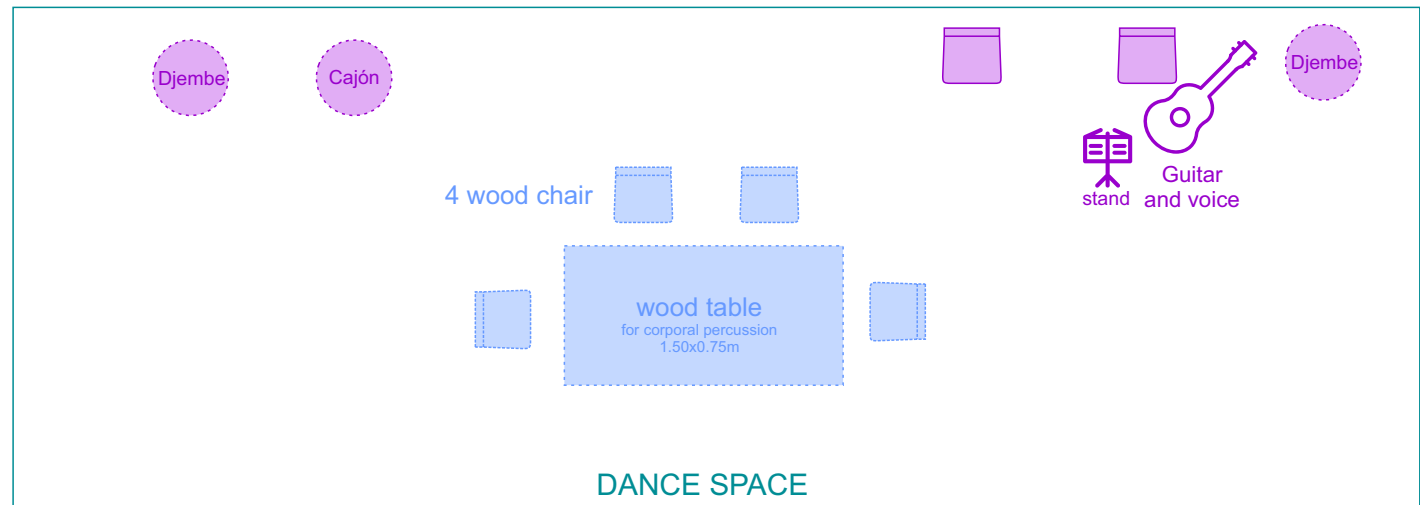 Djembe
Cajón
Djembe
4 wood chair
stand
Guitar
and voice
wood table
for corporal percussion
1.50x0.75m
DANCE SPACE